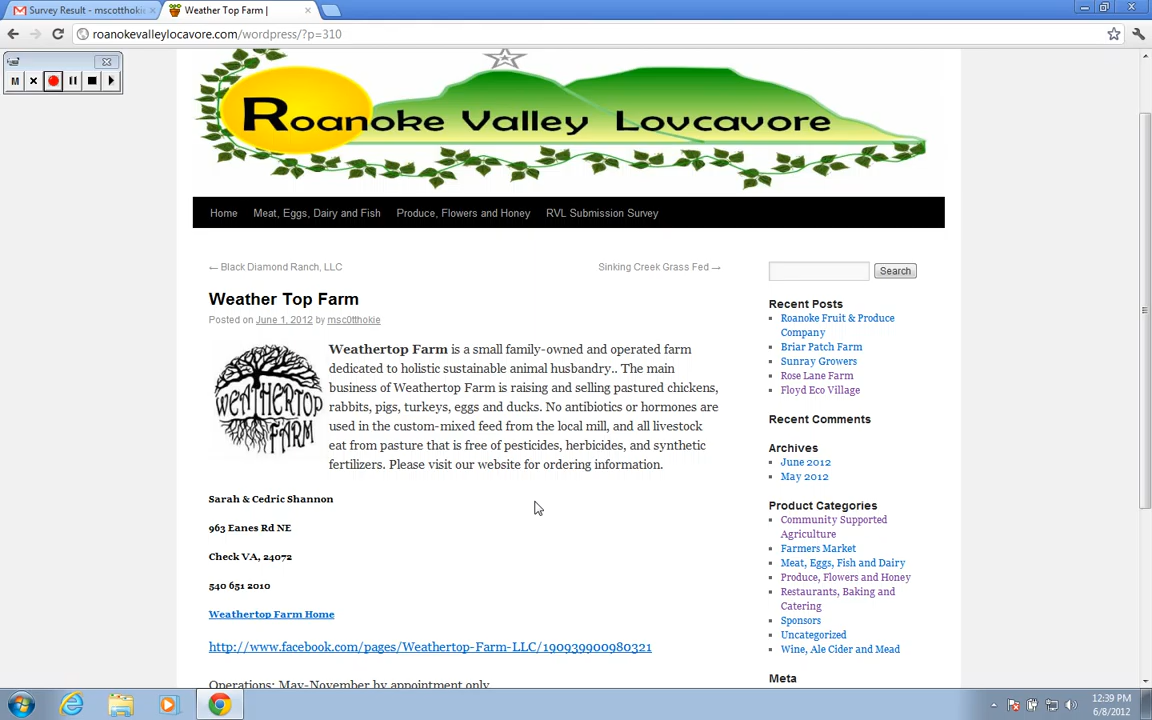 Survey Result - mscotthokie
Weather Top Farm |
roanokevalleylocavore.com/wordpress/?p=310
M
Roanoke Valley Lovcavore
Home Meat, Eggs, Dairy and Fish Produce, Flowers and Honey RVL Submission Survey
← Black Diamond Ranch, LLC
Sinking Creek Grass Fed →
Weather Top Farm
Posted on June 1, 2012 by msc0tthokie
WEATHERTOP
FARM
Weathertop Farm is a small family-owned and operated farm
dedicated to holistic sustainable animal husbandry.. The main
business of Weathertop Farm is raising and selling pastured chickens,
rabbits, pigs, turkeys, eggs and ducks. No antibiotics or hormones are
used in the custom-mixed feed from the local mill, and all livestock
eat from pasture that is free of pesticides, herbicides, and synthetic
fertilizers. Please visit our website for ordering information.
Sarah & Cedric Shannon
963 Eanes Rd NE
Check VA, 24072
540 651 2010
Weathertop Farm Home
http://www.facebook.com/pages/Weathertop-Farm-LLC/190939900980321
Operations: May-November by appointment only
Search
Recent Posts
Roanoke Fruit & Produce
Company
Briar Patch Farm
Sunray Growers
Rose Lane Farm
Floyd Eco Village
Recent Comments
Archives
June 2012
May 2012
Product Categories
Community Supported
Agriculture
Farmers Market
Meat, Eggs, Fish and Dairy
Produce, Flowers and Honey
Restaurants, Baking and
Catering
Sponsors
Uncategorized
Wine, Ale Cider and Mead
Meta
12:39 PM
6/8/2012